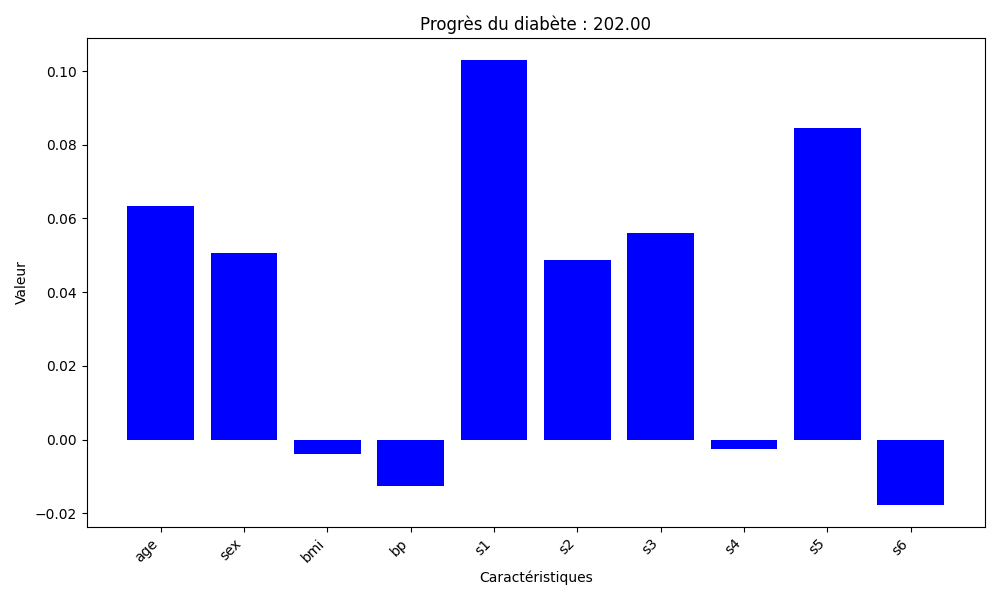 Progrès du diabète : 202.00
Valeur
0.10
0.08
0.06
0.04
0.02
0.00
−0.02
age
sex
bmi
bp
s1
s2
s3
s4
s5
s6
Caractéristiques